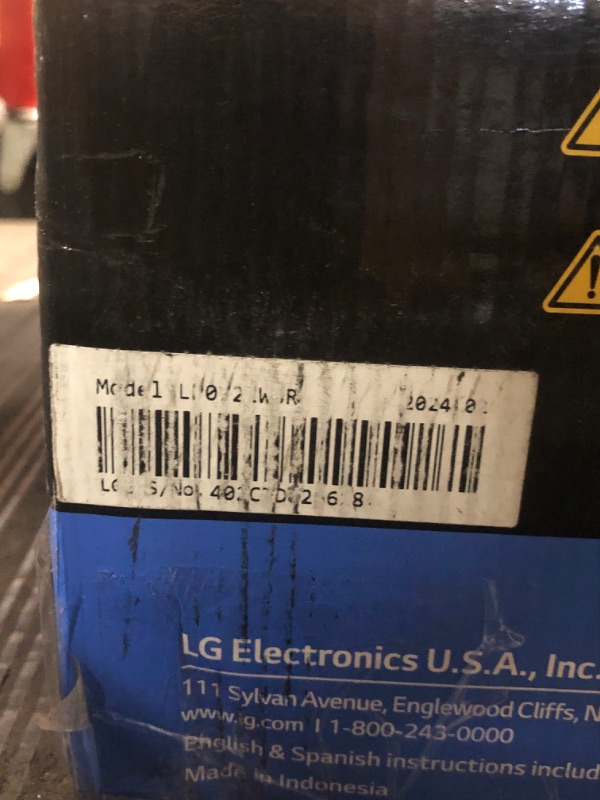 Model
S/No.
LG Electronics U.S.A., Inc.
111 Sylvan Avenue, Englewood Cliffs, N
www.lg.com | 1-800-243-0000
English & Spanish instructions includ
Made in Indonesia